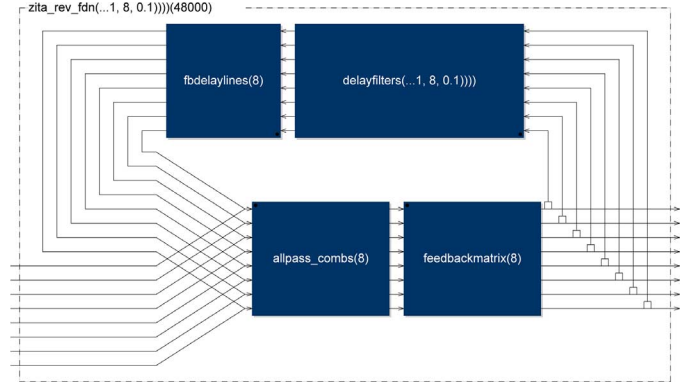 zita_rev_fdn(...1, 8, 0.1))))(48000)
fbdelaylines(8)
delayfilters(...1, 8, 0.1))))
allpass_combs(8)
feedbackmatrix(8)